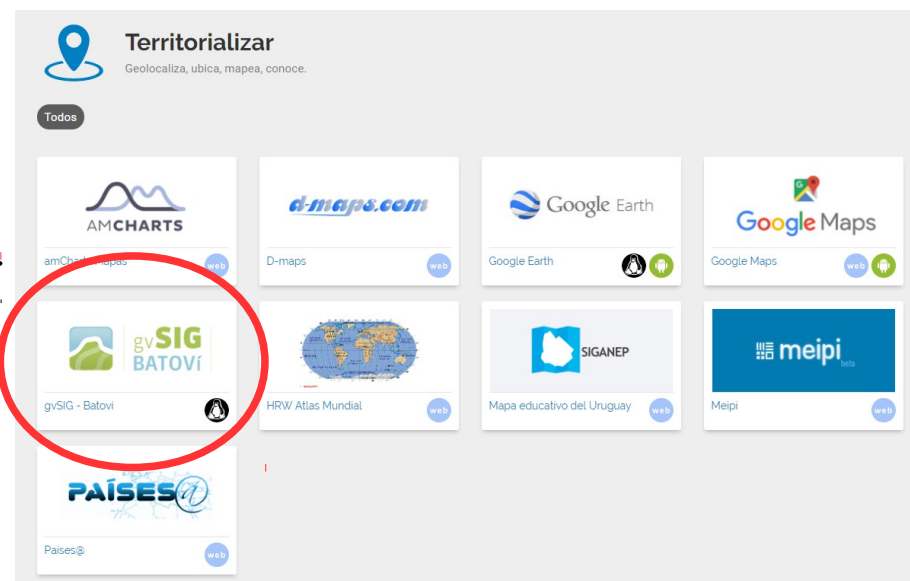 Territorializar
Geolocaliza, ubica, mapea, conoce.
Todos
AMCHARTS
amCharts Mapas
web
d-maps.com
D-maps
web
Google Earth
Google Earth
Google Maps
Google Maps
web
gvSIG
BATOVí
gvSIG - Batovi
HRW Atlas Mundial
web
SIGANEP
Mapa educativo del Uruguay
web
meipi
beta
Meipi
web
PAÍSES@
Paises@
web